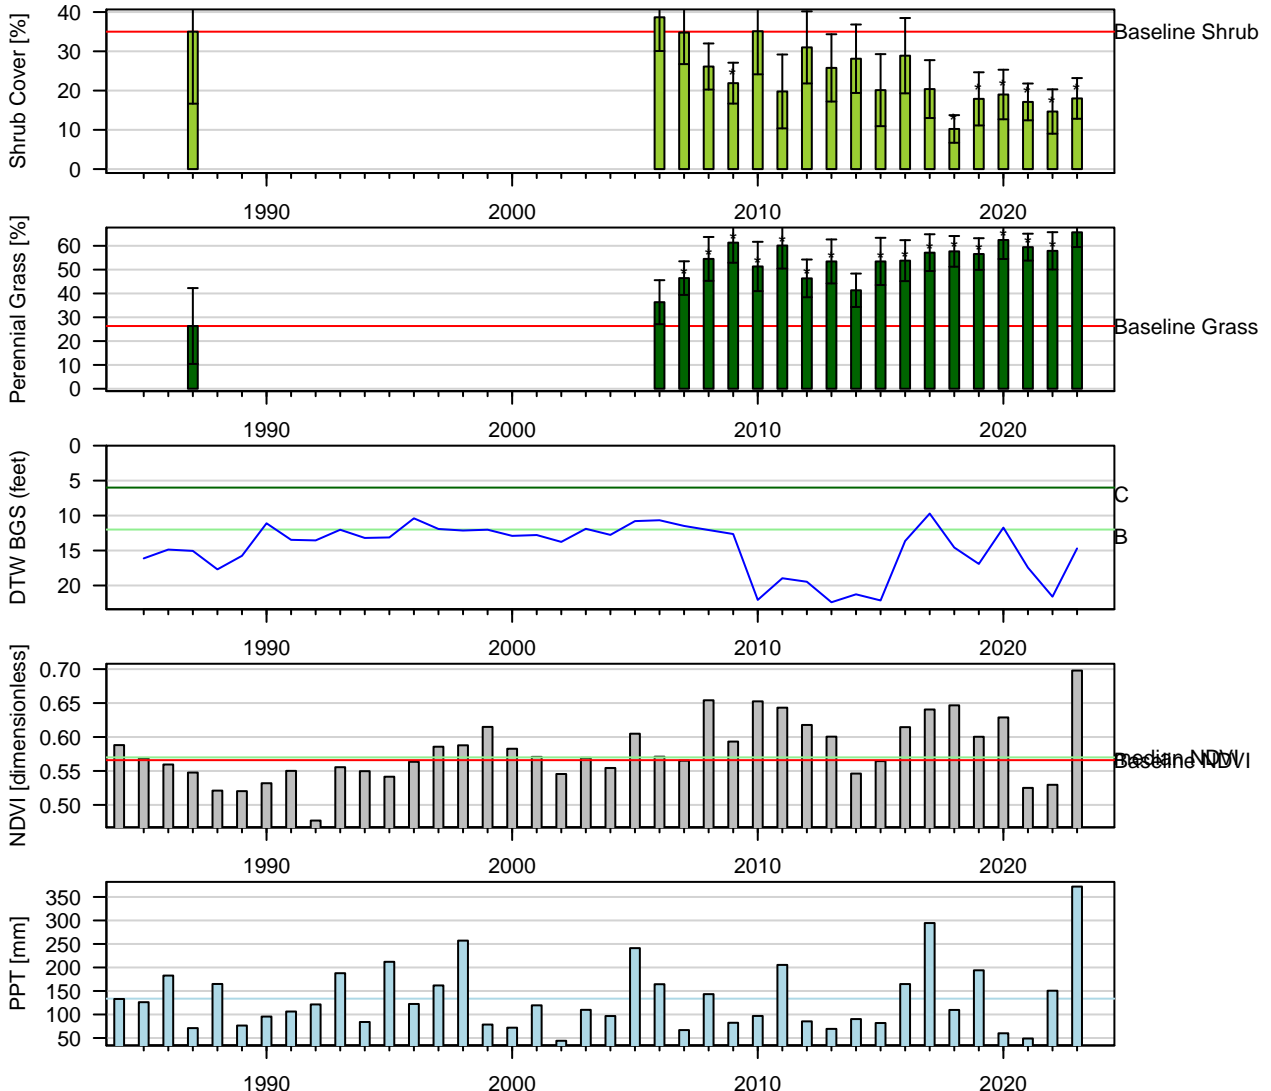 Shrub Cover [%]
40
30
20
10
0
Baseline Shrub
* * * * * * *
1990 2000 2010 2020
Perennial Grass [%]
60
50
40
30
20
10
0
Baseline Grass
* * * * * * * * * * * * * * *
1990 2000 2010 2020
DTW BGS (feet)
0
5
10
15
20
C
B
1990 2000 2010 2020
NDVI [dimensionless]
0.70
0.65
0.60
0.55
0.50
median NDVI
Baseline NDVI
1990 2000 2010 2020
PPT [mm]
350
300
250
200
150
100
50
1990 2000 2010 2020